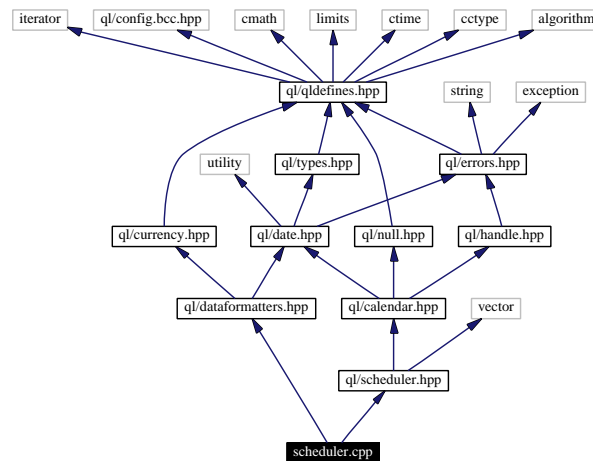 iterator
ql/config.bcc.hpp
cmath
limits
ctime
cctype
algorithm
ql/qldefines.hpp
string
exception
utility
ql/types.hpp
ql/errors.hpp
ql/currency.hpp
ql/date.hpp
ql/null.hpp
ql/handle.hpp
ql/dataformatters.hpp
ql/calendar.hpp
vector
ql/scheduler.hpp
scheduler.cpp